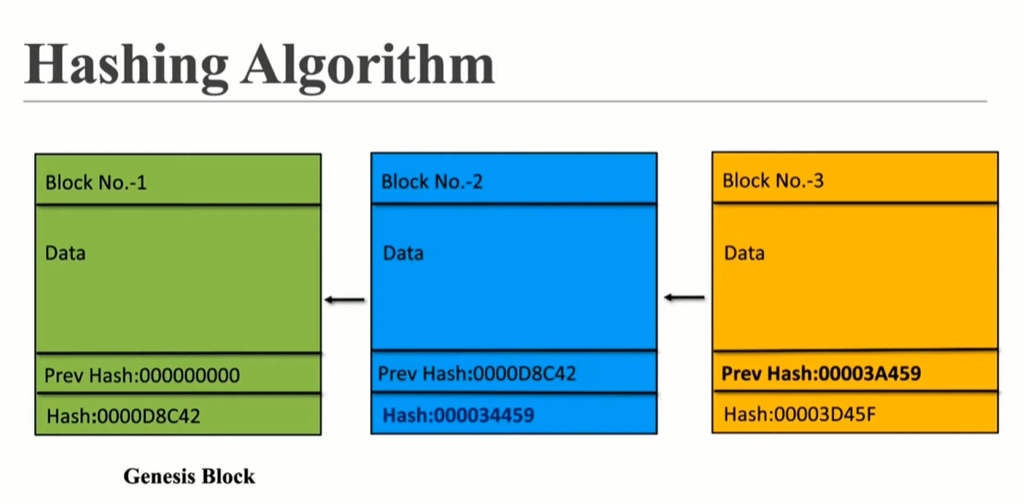 Hashing Algorithm
Block No.-1
Data
Prev Hash:000000000
Hash:0000D8C42
Genesis Block
Block No.-2
Data
Prev Hash:0000D8C42
Hash:000034459
Block No.-3
Data
Prev Hash:00003A459
Hash:00003D45F